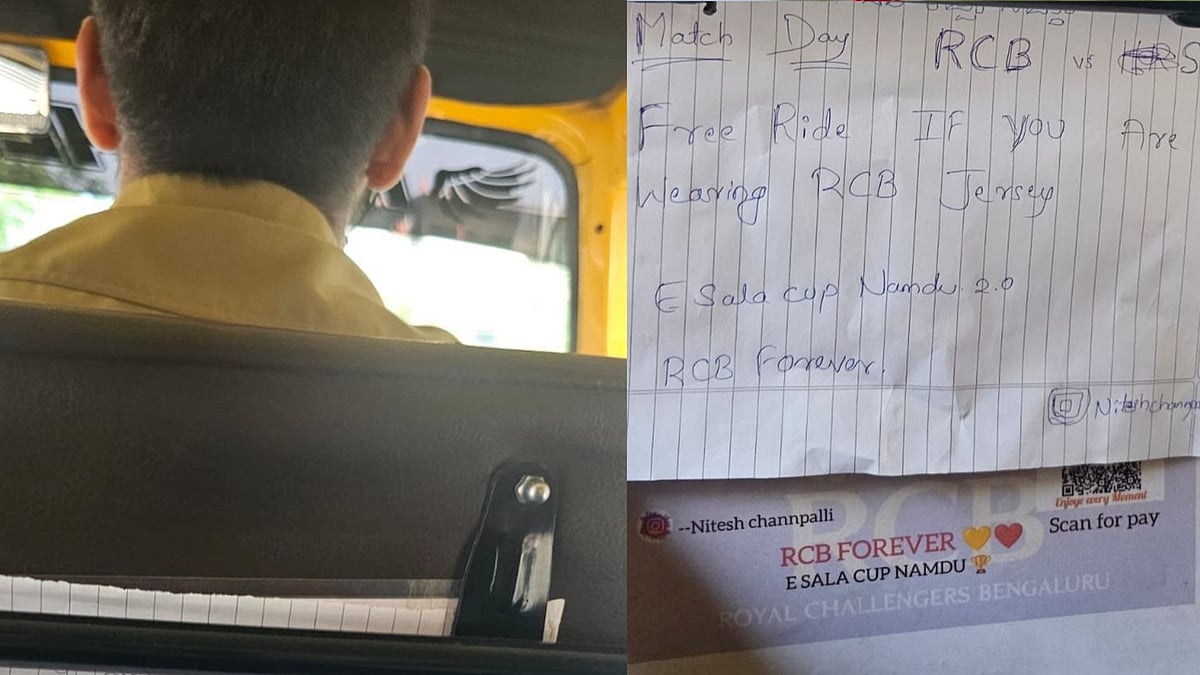 Match Day RCB vs
Free Ride IF you Are
Wearing RCB Jersey
E Sala cup Namdu 2.0
RCB Forever.
--Nitesh channpalli
RCB FOREVER 💛❤️
E SALA CUP NAMDU 🏆
Enjoye every Moment
Scan for pay
RCB
ROYAL CHALLENGERS BENGALURU